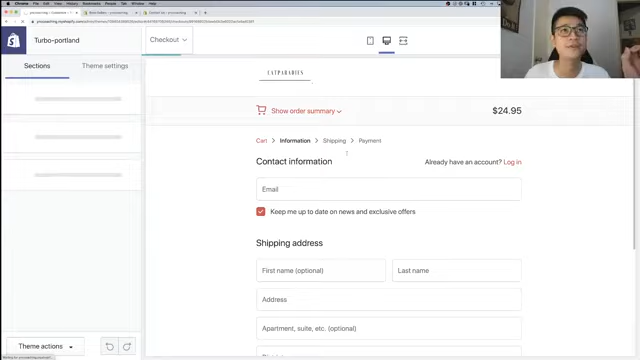 Turbo-portland
Checkout
Sections
Theme settings
EATPARADIES
Show order summary
$24.95
Cart
Information
Shipping
Payment
Contact information
Already have an account? Log in
Email
Keep me up to date on news and exclusive offers
Shipping address
First name (optional)
Last name
Address
Apartment, suite, etc. (optional)
Theme actions